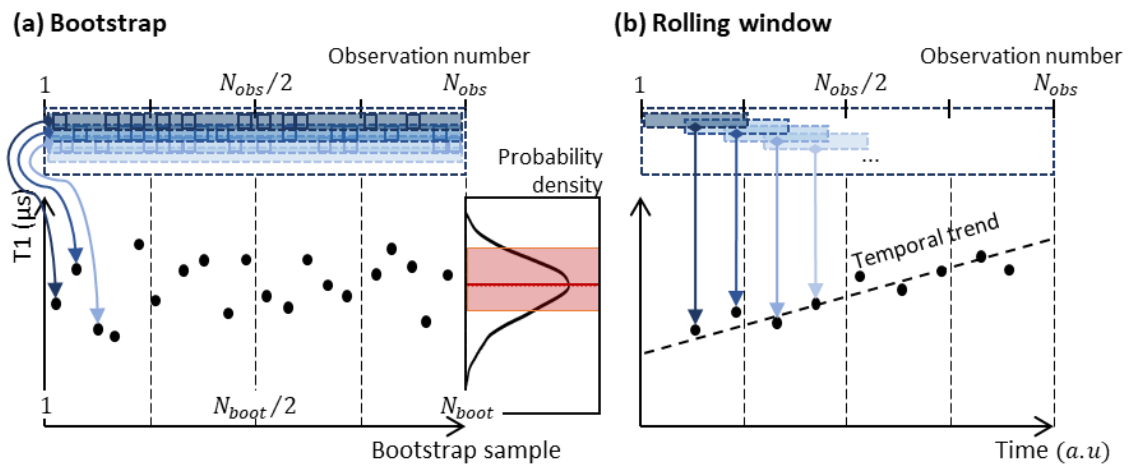 (a) Bootstrap
Observation number
1 N_obs/2 N_obs
Probability
density
T1 (μs)
1 N_boot/2 N_boot
Bootstrap sample
(b) Rolling window
Observation number
1 N_obs/2 N_obs
...
Temporal trend
Time (a.u)